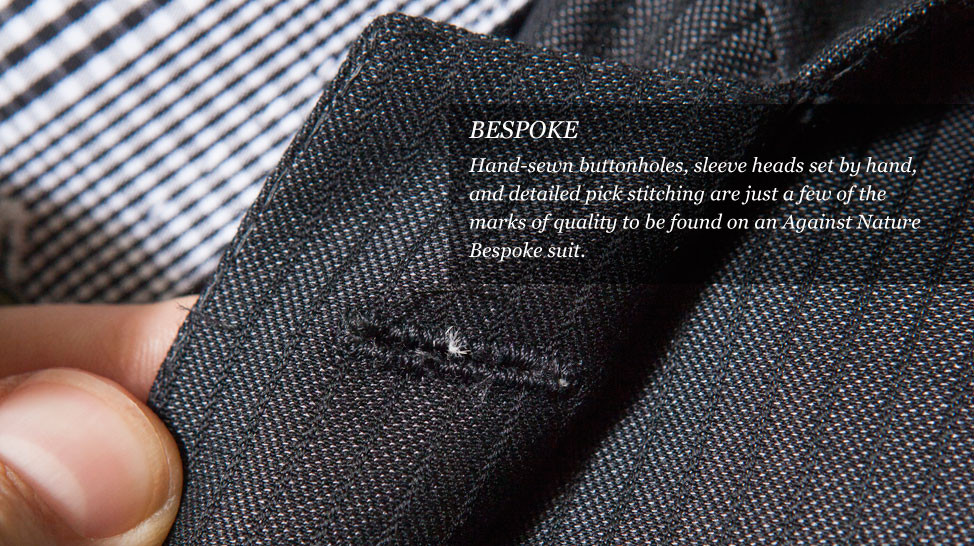 BESPOKE
Hand-sewn buttonholes, sleeve heads set by hand,
and detailed pick stitching are just a few of the
marks of quality to be found on an Against Nature
Bespoke suit.